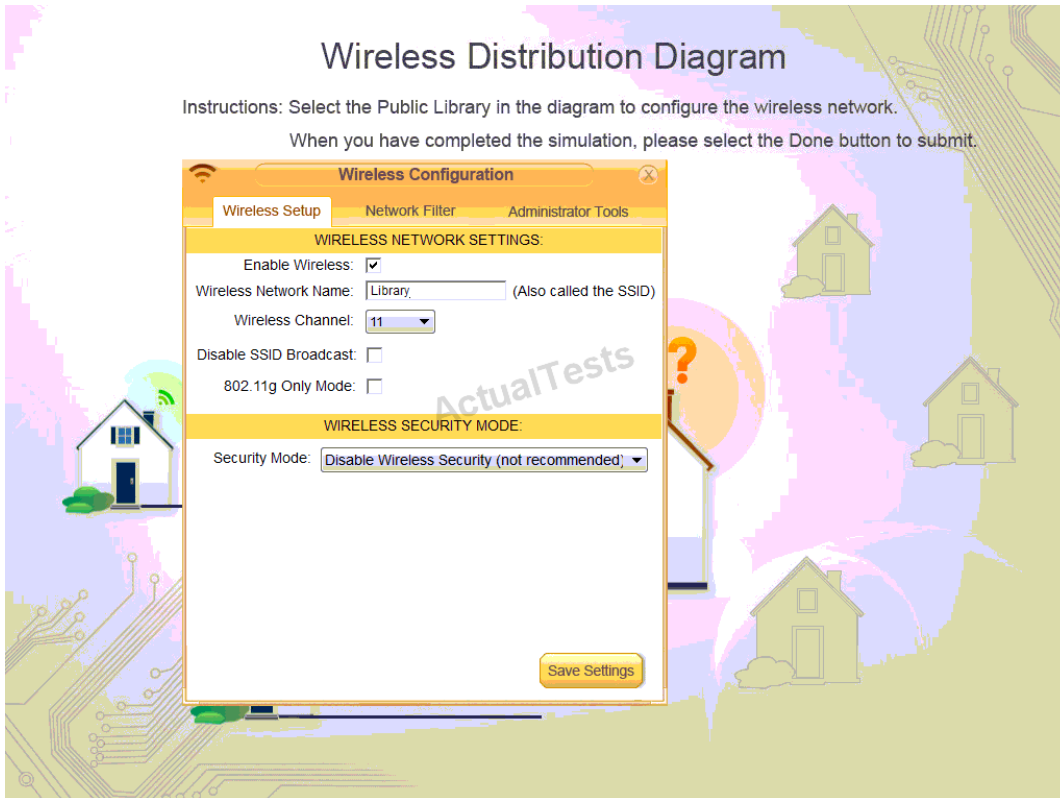 Wireless Distribution Diagram
Instructions: Select the Public Library in the diagram to configure the wireless network.
When you have completed the simulation, please select the Done button to submit.
Wireless Configuration X
Wireless Setup Network Filter Administrator Tools
WIRELESS NETWORK SETTINGS:
Enable Wireless:
Wireless Network Name: Library (Also called the SSID)
Wireless Channel: 11
Disable SSID Broadcast:
802.11g Only Mode:
?
ActualTests
WIRELESS SECURITY MODE:
Security Mode: Disable Wireless Security (not recommended)
Save Settings